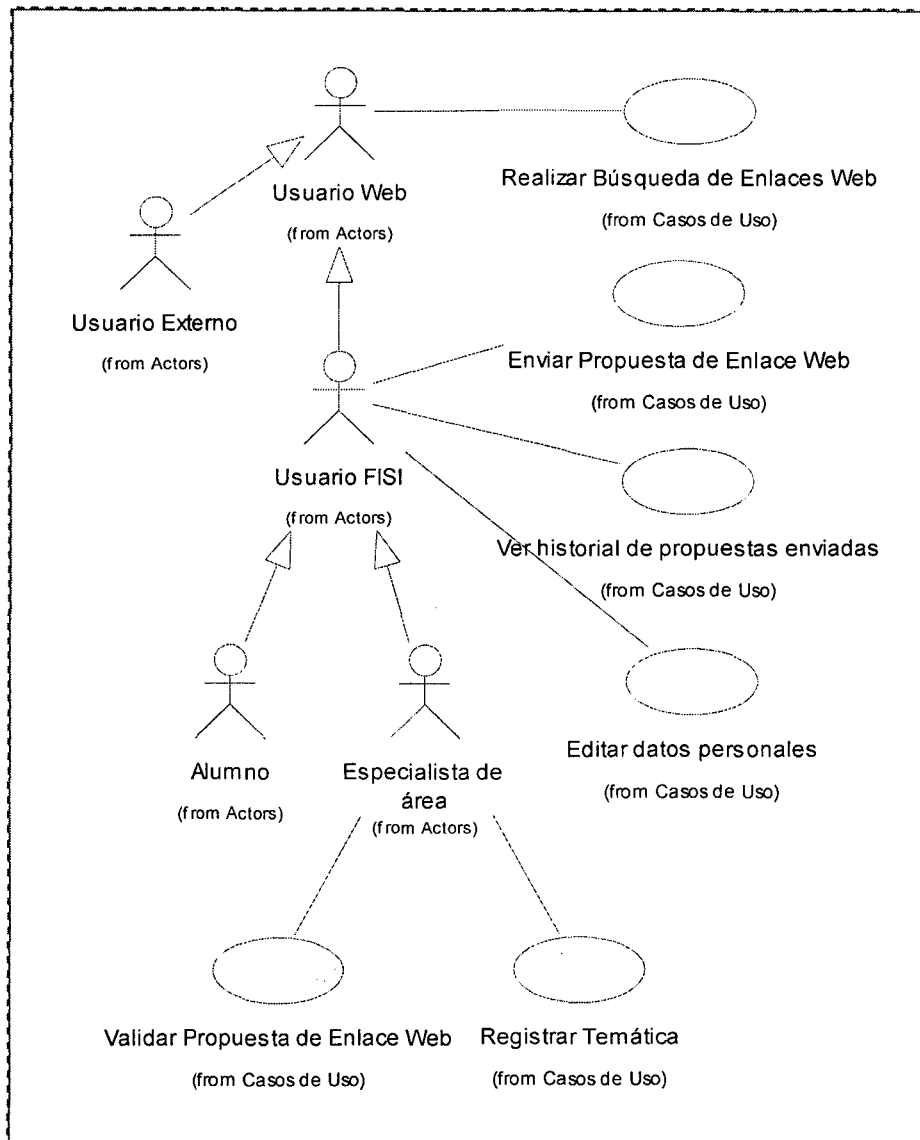 Usuario Web
(from Actors)
Realizar Búsqueda de Enlaces Web
(from Casos de Uso)
Usuario Externo
(from Actors)
Enviar Propuesta de Enlace Web
(from Casos de Uso)
Usuario FISI
(from Actors)
Ver historial de propuestas enviadas
(from Casos de Uso)
Alumno
(from Actors)
Especialista de
área
(from Actors)
Editar datos personales
(from Casos de Uso)
Validar Propuesta de Enlace Web
(from Casos de Uso)
Registrar Temática
(from Casos de Uso)